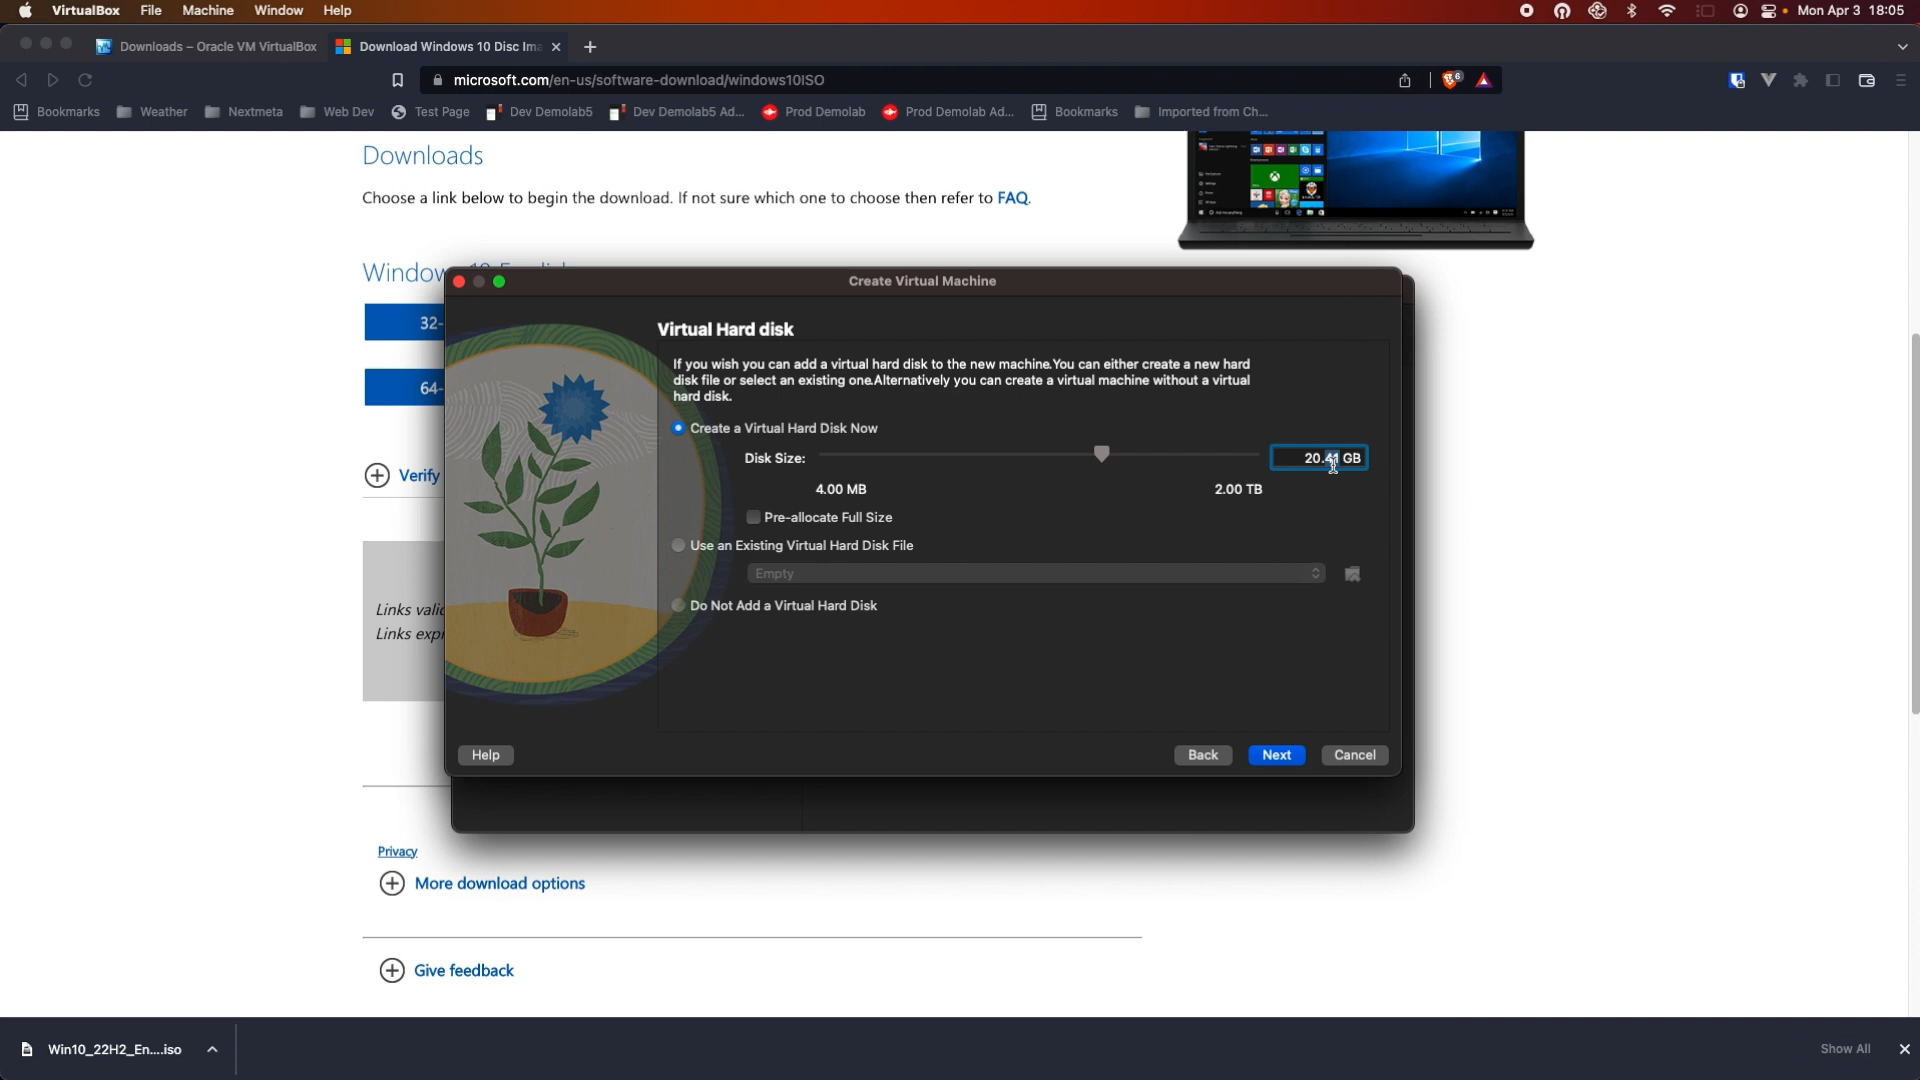 VirtualBox File Machine Window Help
Mon Apr 3 18:05
Downloads – Oracle VM VirtualBox
Download Windows 10 Disc Ima
microsoft.com/en-us/software-download/windows10ISO
6
Bookmarks Weather Nextmeta Web Dev Test Page Dev Demolab5 Dev Demolab5 Ad... Prod Demolab Prod Demolab Ad... Bookmarks Imported from Ch...
Downloads
Choose a link below to begin the download. If not sure which one to choose then refer to FAQ.
Create Virtual Machine
32-
64-
Verify
Links valid
Links expi
Virtual Hard disk
If you wish you can add a virtual hard disk to the new machine.You can either create a new hard
disk file or select an existing one.Alternatively you can create a virtual machine without a virtual
hard disk.
Create a Virtual Hard Disk Now
Disk Size:
20.41 GB
4.00 MB
2.00 TB
Pre-allocate Full Size
Use an Existing Virtual Hard Disk File
Empty
Do Not Add a Virtual Hard Disk
Help
Back
Next
Cancel
Privacy
More download options
Give feedback
Win10_22H2_En....iso
Show All